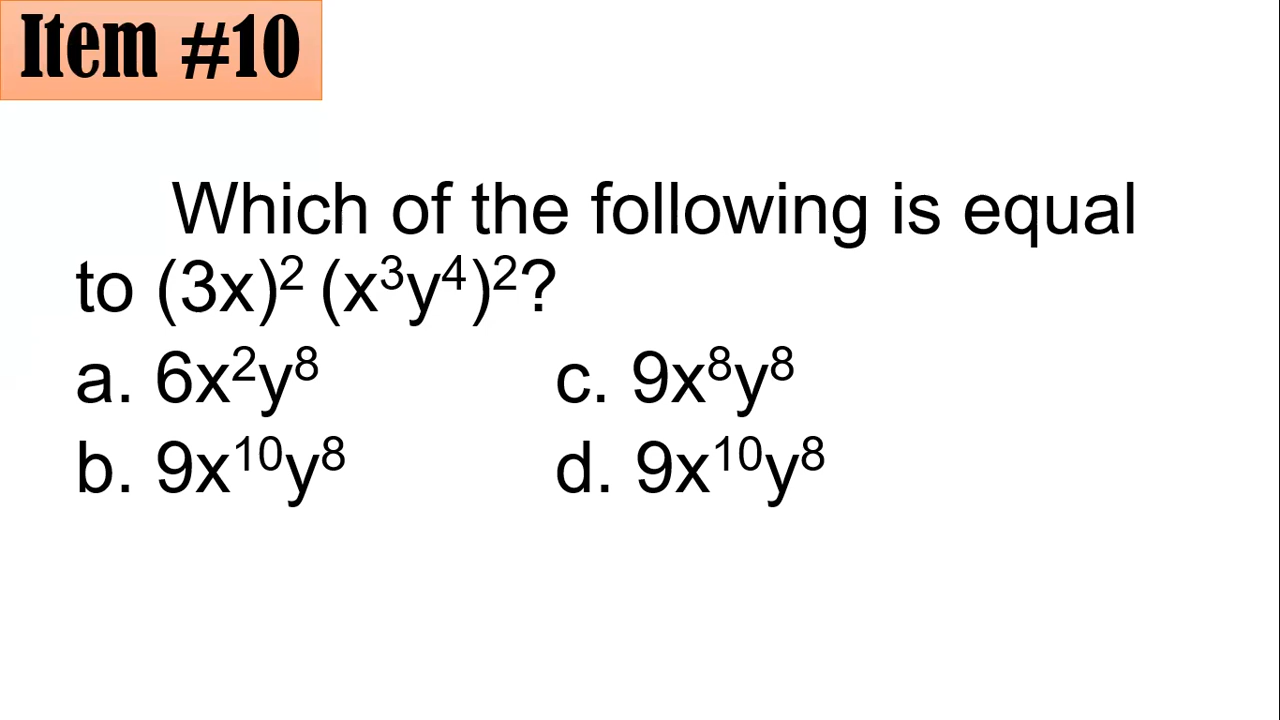 Item #10
Which of the following is equal
to (3x)² (x³y⁴)²?
a. 6x²y⁸ c. 9x⁸y⁸
b. 9x¹⁰y⁸ d. 9x¹⁰y⁸